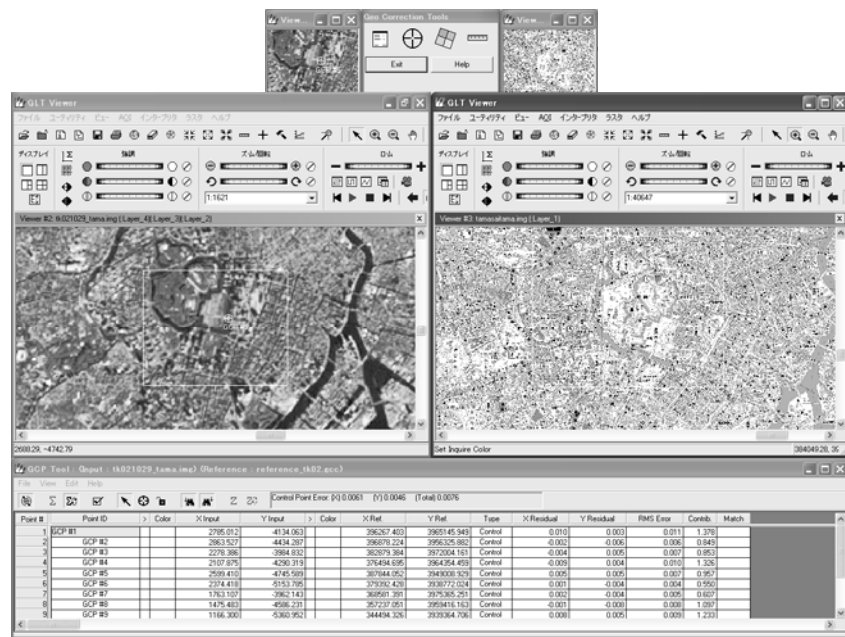 View...
Geo Correction Tools
View...
Exit
Help
GLT Viewer
ファイル ユーティリティ ビュー AOI インタープリタ ラスタ ヘルプ
ディスプレイ
強調
ズーム/回転
ローム
1:1621
Viewer #2: tk021029_tama.img (:Layer_4)(:Layer_3)(:Layer_2)
2688.29, -4742.79
GLT Viewer
ファイル ユーティリティ ビュー AOI インタープリタ ラスタ ヘルプ
ディスプレイ
強調
ズーム/回転
ローム
1:40647
Viewer #3: tamasaitama.img (:Layer_1)
Set Inquire Color
384049.28, 39
GCP Tool : (Input : tk021029_tama.img) (Reference : reference_tk02.gcc)
File View Edit Help
Control Point Error: (X) 0.0061 (Y) 0.0046 (Total) 0.0076
Point # Point ID > Color X Input Y Input > Color X Ref. Y Ref. Type X Residual Y Residual RMS Error Contrib. Match
1 GCP #1 2785.012 -4134.063 396267.403 3965145.949 Control 0.010 0.003 0.011 1.378
2 GCP #2 2863.527 -4434.287 396878.224 3956325.882 Control -0.002 -0.006 0.006 0.849
3 GCP #3 2278.386 -3984.832 382879.384 3972004.161 Control -0.004 0.005 0.007 0.853
4 GCP #4 2107.875 -4290.319 376494.695 3964354.459 Control -0.009 0.004 0.010 1.326
5 GCP #5 2599.410 -4745.589 387844.052 3949008.929 Control 0.005 0.005 0.007 0.957
6 GCP #6 2374.418 -5153.785 379392.428 3938772.024 Control 0.001 -0.004 0.004 0.550
7 GCP #7 1763.107 -3962.143 368581.391 3975365.251 Control 0.002 -0.004 0.005 0.607
8 GCP #8 1475.483 -4586.231 357237.051 3959416.163 Control -0.001 -0.008 0.008 1.097
9 GCP #9 1166.300 -5360.952 344494.326 3939364.706 Control 0.008 0.005 0.009 1.233